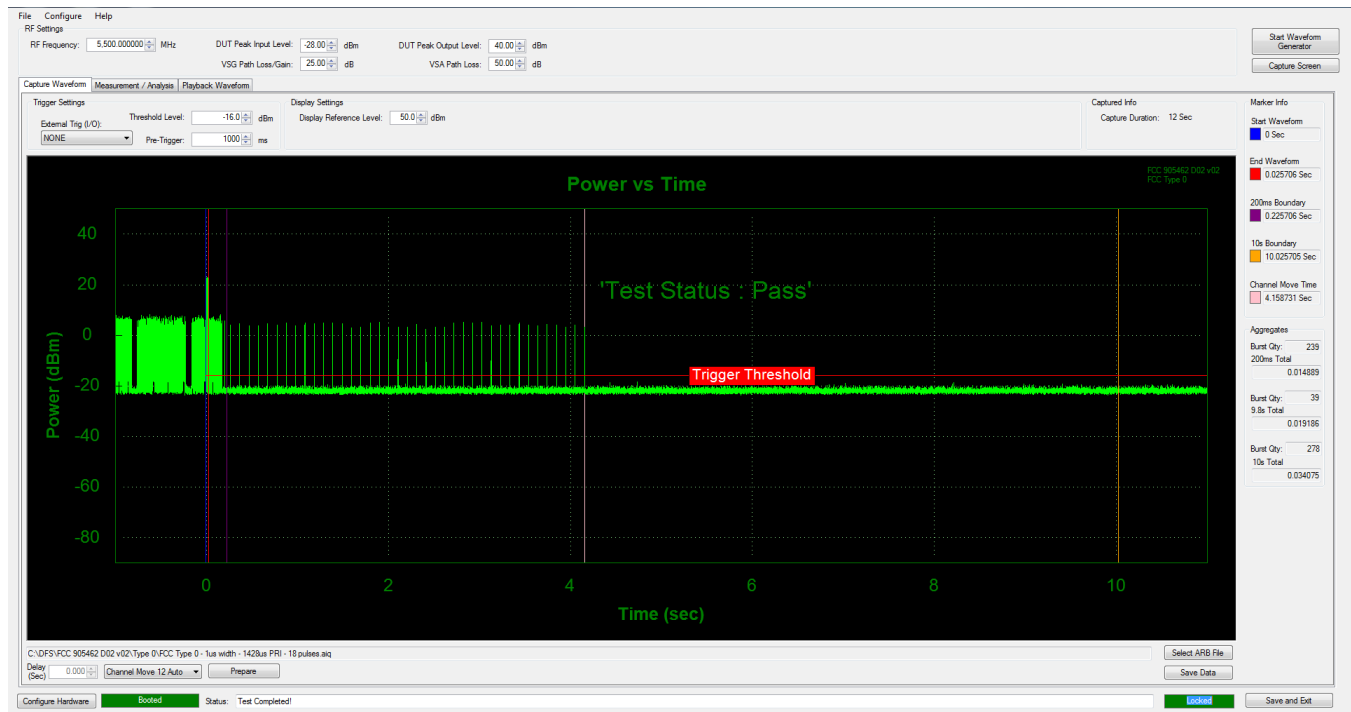 File Configure Help
RF Settings
RF Frequency: 5,500.000000 MHz DUT Peak Input Level: -28.00 dBm DUT Peak Output Level: 40.00 dBm
VSG Path Loss/Gain: 25.00 dB VSA Path Loss: 50.00 dB
Start Waveform
Generator
Capture Screen
Capture Waveform Measurement / Analysis Playback Waveform
Trigger Settings
External Trig (I/O): Threshold Level: -16.0 dBm
NONE Pre-Trigger: 1000 ms
Display Settings
Display Reference Level: 50.0 dBm
Captured Info
Capture Duration: 12 Sec
Marker Info
Start Waveform
0 Sec
End Waveform
0.025706 Sec
200ms Boundary
0.225706 Sec
10s Boundary
10.025705 Sec
Channel Move Time
4.158731 Sec
Aggregates
Burst Qty: 239
200ms Total
0.014889
Burst Qty: 39
9.8s Total
0.019186
Burst Qty: 278
10s Total
0.034075
Power vs Time
FCC 905462 D02 v02
FCC Type 0
'Test Status : Pass'
Trigger Threshold
Power (dBm)
40
20
0
-20
-40
-60
-80
0 2 4 6 8 10
Time (sec)
C:\DFS\FCC 905462 D02 v02\Type 0\FCC Type 0 - 1us width - 1428us PRI - 18 pulses.aiq
Select ARB File
Delay
(Sec) 0.000 Channel Move 12 Auto Prepare
Save Data
Configure Hardware Booted Status: Test Completed! Locked Save and Exit